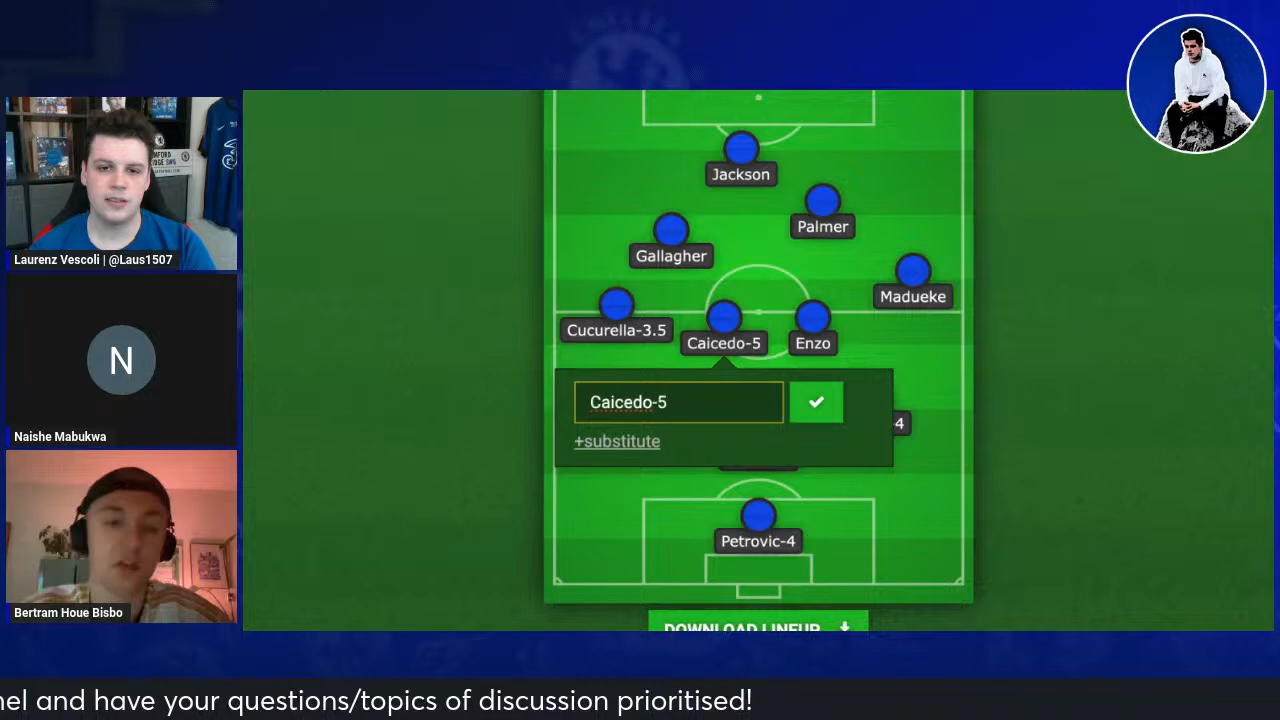 Laurenz Vescoli | @Laus1507
N
Naishe Mabukwa
Bertram Houe Bisbo
Jackson
Palmer
Gallagher
Madueke
Cucurella-3.5
Caicedo-5
Enzo
Caicedo-5
+substitute
-4
Petrovic-4
DOWNLOAD LINEUP
nel and have your questions/topics of discussion prioritised!